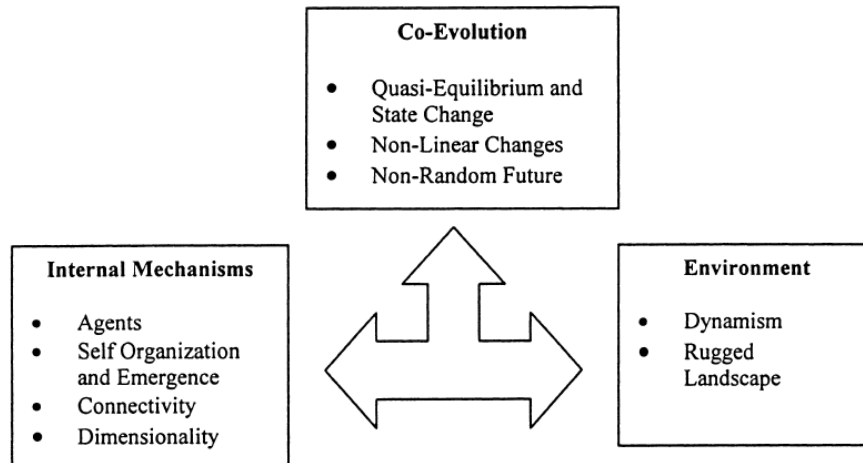 Co-Evolution
• Quasi-Equilibrium and
State Change
• Non-Linear Changes
• Non-Random Future
Internal Mechanisms
• Agents
• Self Organization
and Emergence
• Connectivity
• Dimensionality
Environment
• Dynamism
• Rugged
Landscape